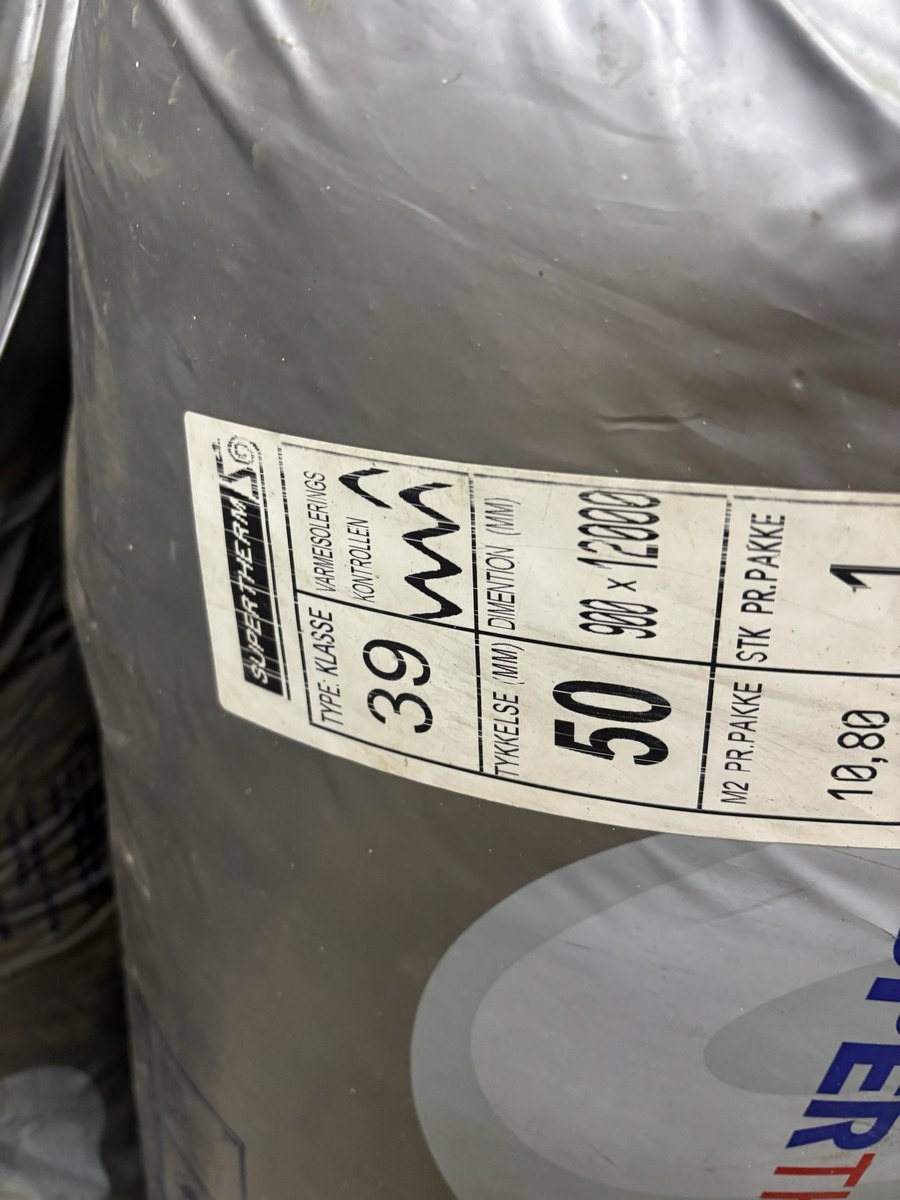 SUPERTHERM
TYPE: KLASSE
39
VARMEISOLERINGS
KONTROLLEN
TYKKELSE (MM)
50
DIMENTION (MM)
900 x 12000
M2 PR.PAKKE
10,80
STK PR.PAKKE
1
PERT